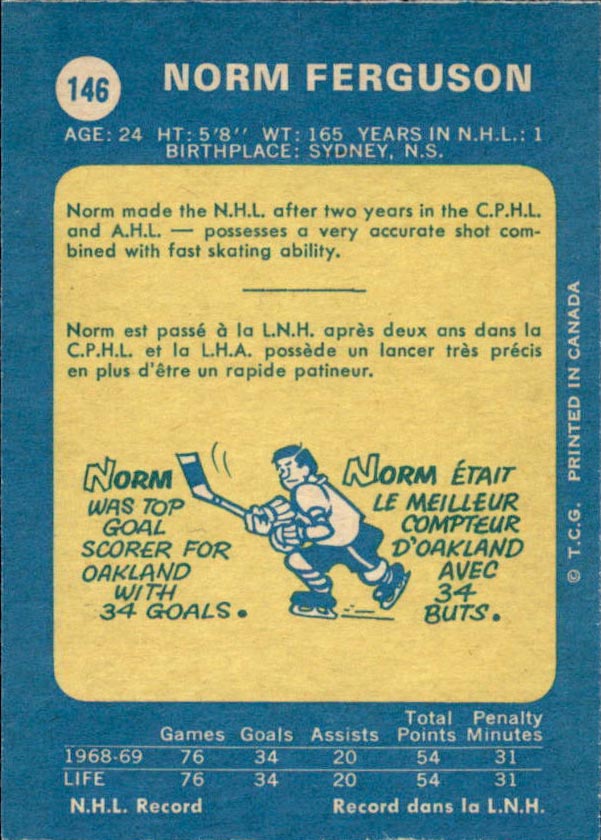 146
NORM FERGUSON
AGE: 24 HT: 5'8'' WT: 165 YEARS IN N.H.L.: 1
BIRTHPLACE: SYDNEY, N.S.
Norm made the N.H.L. after two years in the C.P.H.L.
and A.H.L. — possesses a very accurate shot com-
bined with fast skating ability.
Norm est passé à la L.N.H. après deux ans dans la
C.P.H.L. et la L.H.A. possède un lancer très précis
en plus d'être un rapide patineur.
NORM
WAS TOP
GOAL
SCORER FOR
OAKLAND
WITH
34 GOALS.
NORM ÉTAIT
LE MEILLEUR
COMPTEUR
D'OAKLAND
AVEC
34
BUTS.
© T.C.G. PRINTED IN CANADA
Games Goals Assists Total Points Penalty Minutes
1968-69 76 34 20 54 31
LIFE 76 34 20 54 31
N.H.L. Record Record dans la L.N.H.